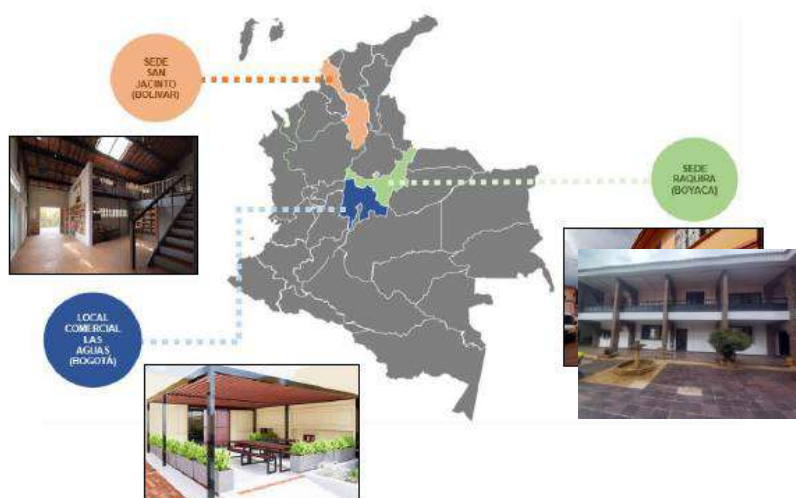 SEDE
SAN
JACINTO
(BOLIVAR)
SEDE
RAQUIRA
(BOYACA)
LOCAL
COMERCIAL
LAS
AGUAS
(BOGOTÁ)